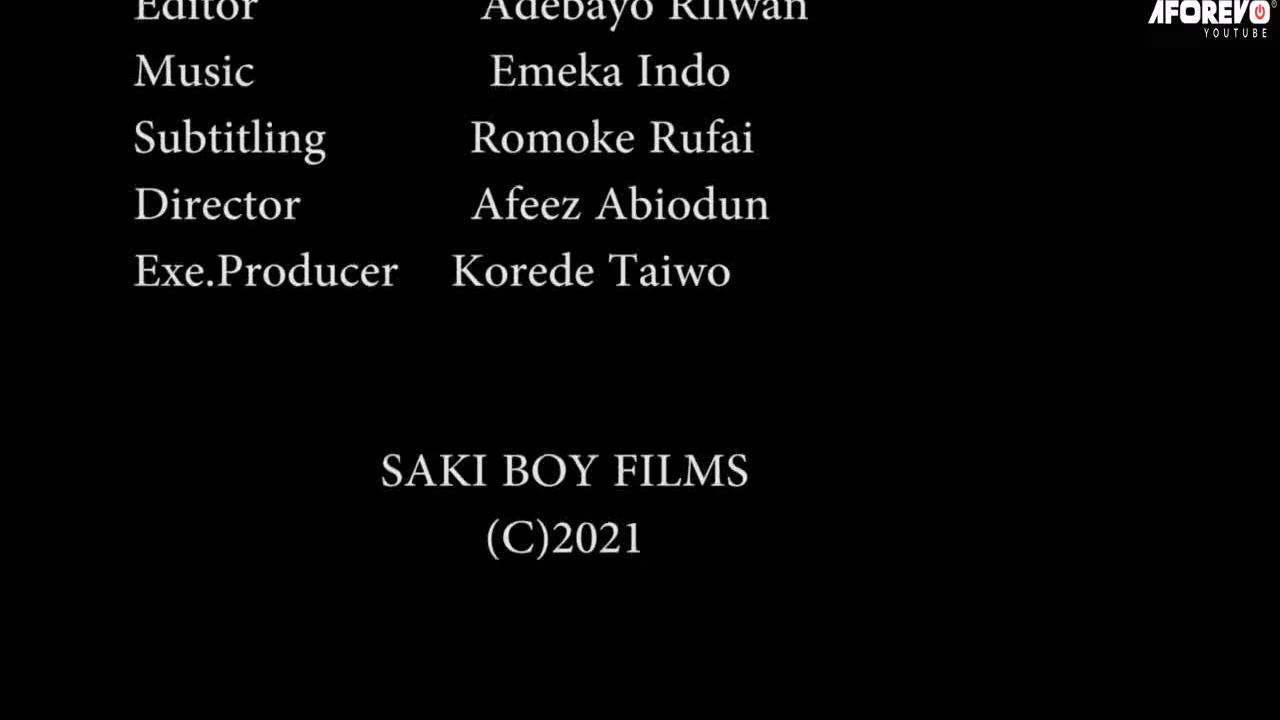 AFOREVO
YOUTUBE
Editor Adebayo Rilwan
Music Emeka Indo
Subtitling Romoke Rufai
Director Afeez Abiodun
Exe.Producer Korede Taiwo
SAKI BOY FILMS
(C)2021